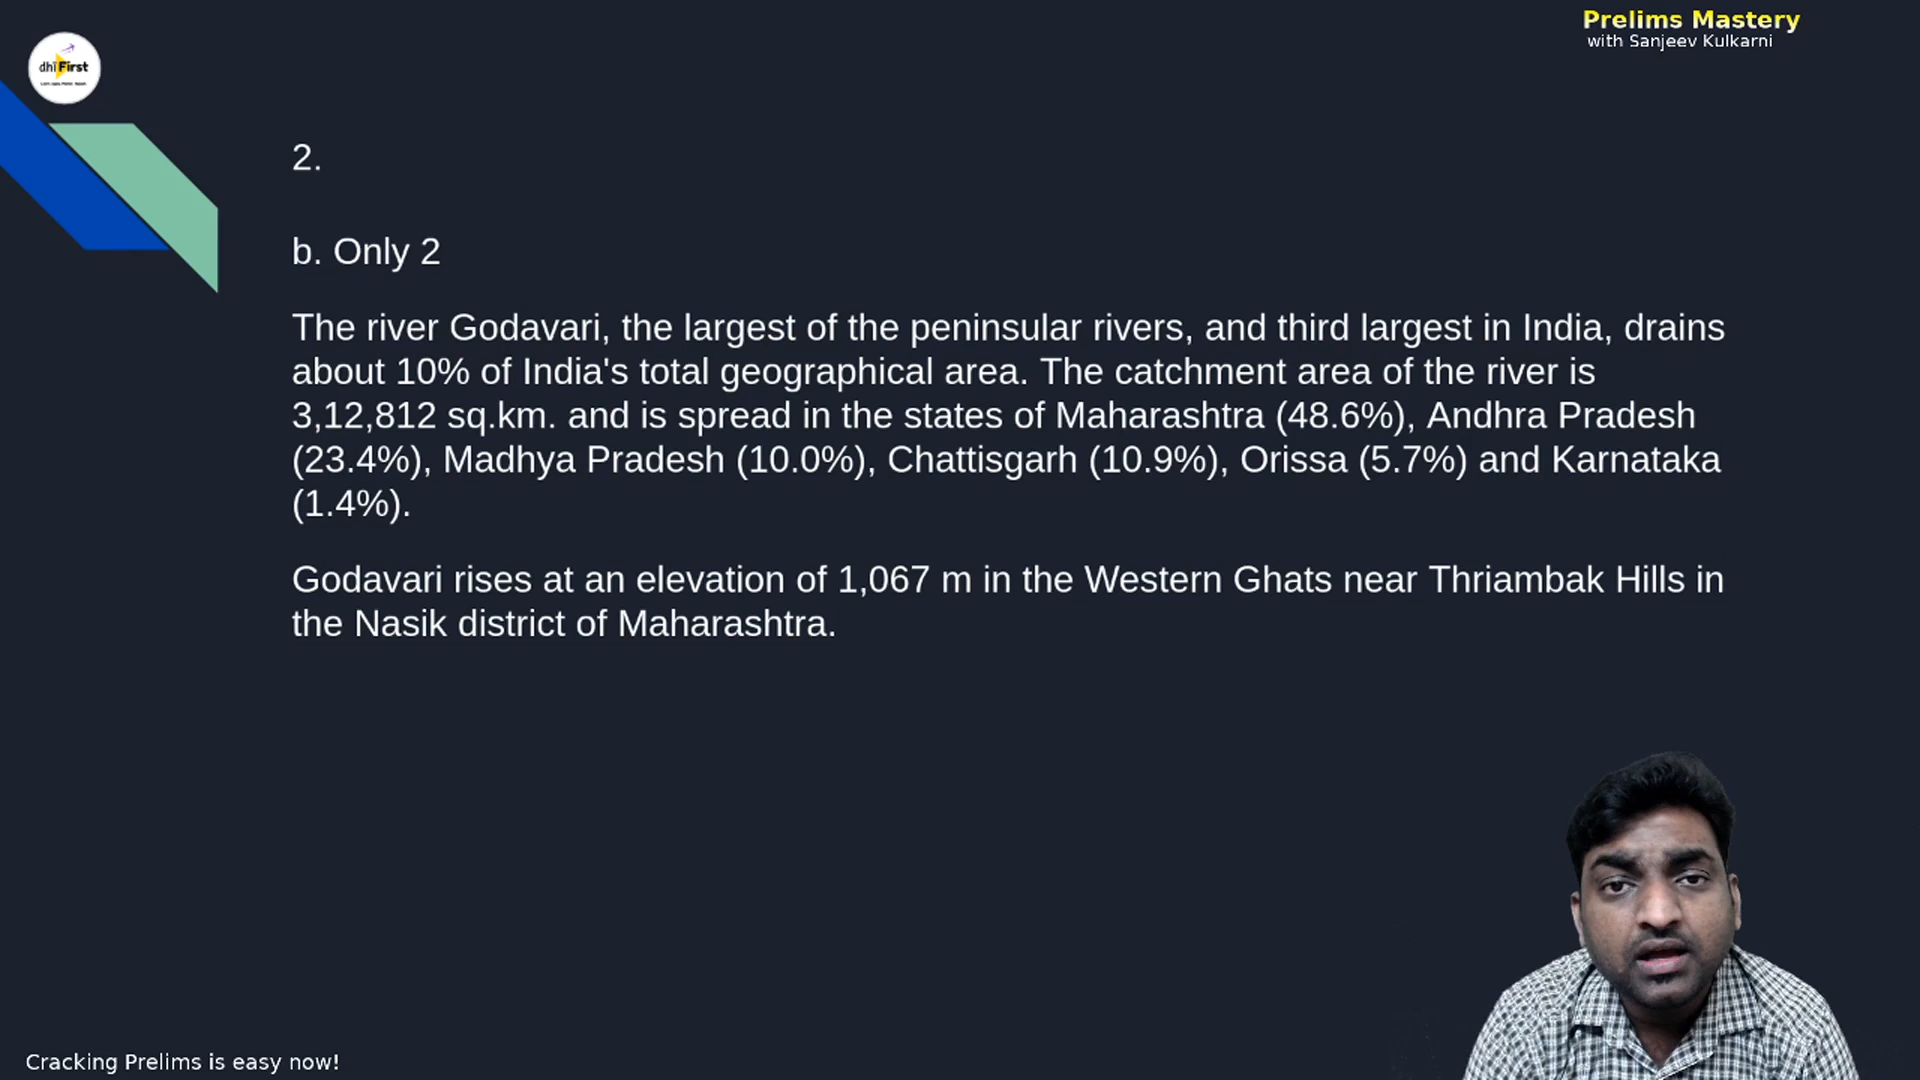 Prelims Mastery
with Sanjeev Kulkarni
dhiFirst
2.
b. Only 2
The river Godavari, the largest of the peninsular rivers, and third largest in India, drains
about 10% of India's total geographical area. The catchment area of the river is
3,12,812 sq.km. and is spread in the states of Maharashtra (48.6%), Andhra Pradesh
(23.4%), Madhya Pradesh (10.0%), Chattisgarh (10.9%), Orissa (5.7%) and Karnataka
(1.4%).
Godavari rises at an elevation of 1,067 m in the Western Ghats near Thriambak Hills in
the Nasik district of Maharashtra.
Cracking Prelims is easy now!